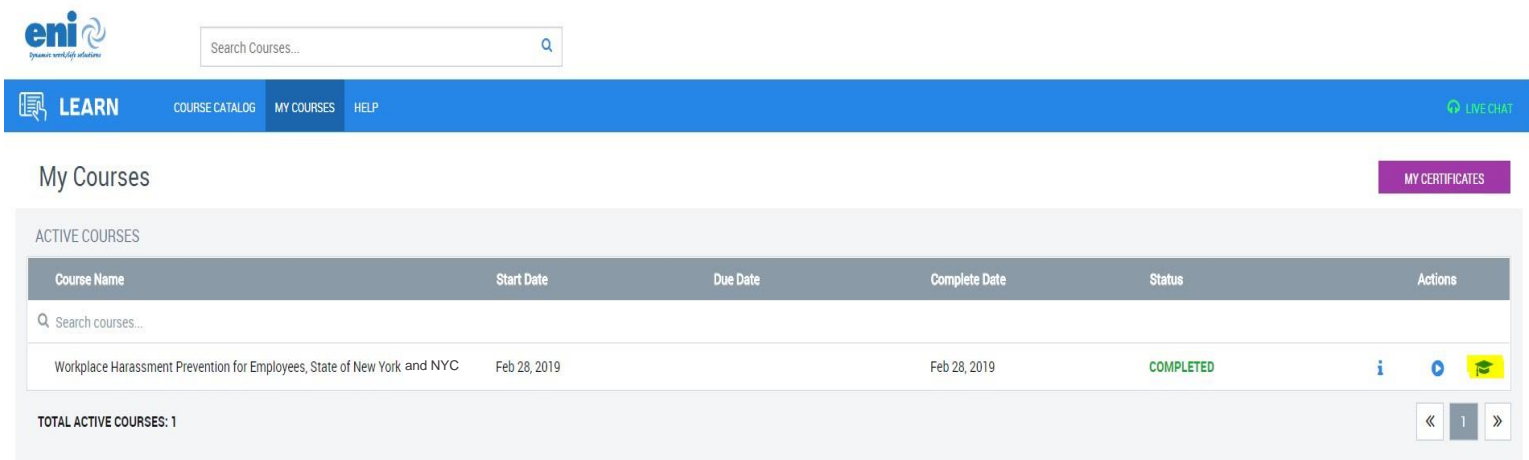 eni
Dynamic work/life solutions
Search Courses...
LEARN
COURSE CATALOG MY COURSES HELP
LIVE CHAT
My Courses
MY CERTIFICATES
ACTIVE COURSES
Course Name Start Date Due Date Complete Date Status Actions
Search courses...
Workplace Harassment Prevention for Employees, State of New York and NYC Feb 28, 2019 Feb 28, 2019 COMPLETED i
TOTAL ACTIVE COURSES: 1
« 1 »